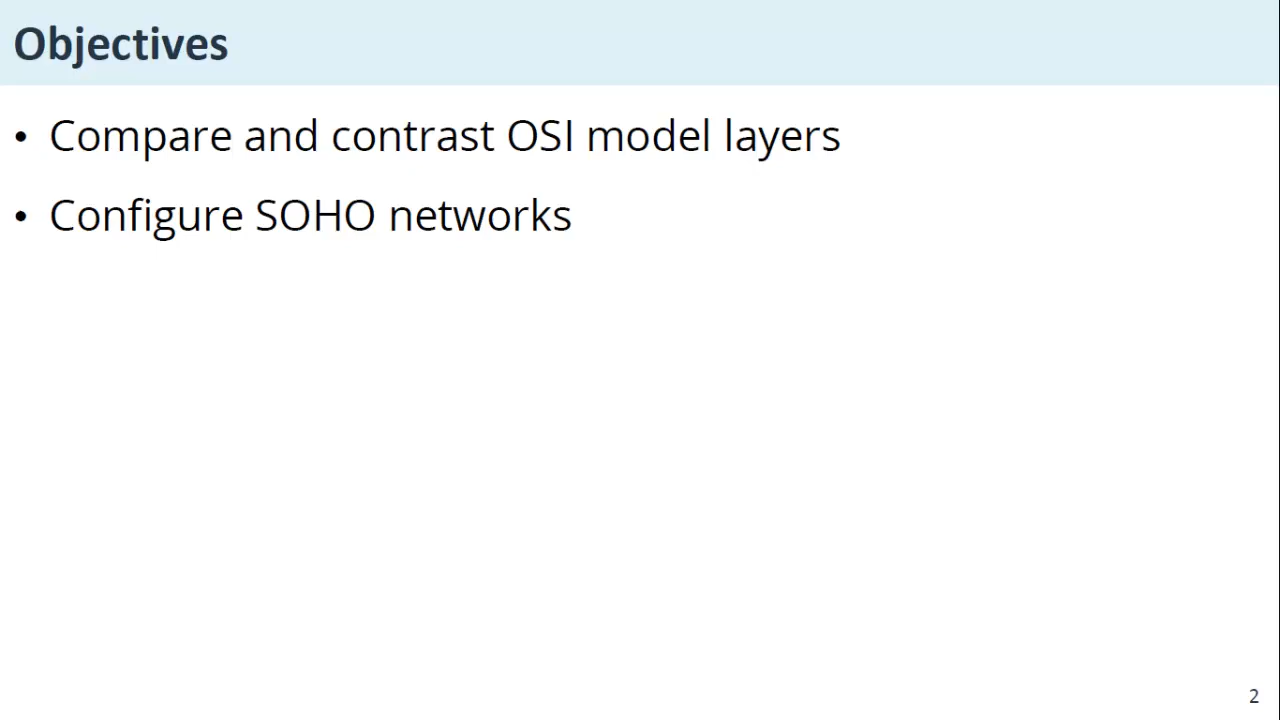 Objectives
• Compare and contrast OSI model layers
• Configure SOHO networks
2